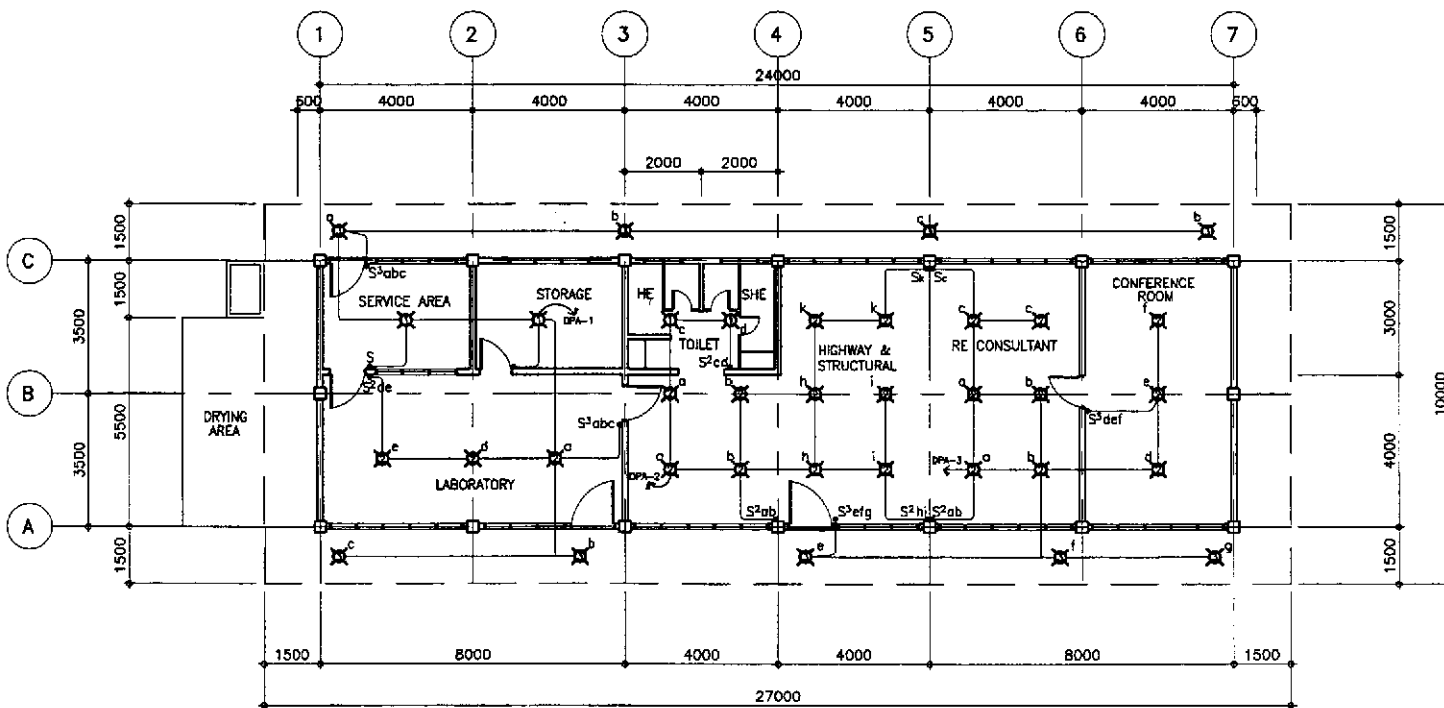 1 2 3 4 5 6 7
24000
600 4000 4000 4000 4000 4000 4000 600
2000 2000
1500 1500
a b c b
C
S³abc Sk Sc
1500
SERVICE AREA STORAGE HE SHE CONFERENCE
ROOM
DPA-1 c d k k c c f
TOILET HIGHWAY & RE CONSULTANT
STRUCTURAL
3500 3000
S S²cd
S²de
B
a b h i a b e
10000
DRYING
AREA
5500
S³abc S³def
3500 4000
e d a b h i a b d
DPA-2 DPA-3
LABORATORY
A
S²ab S³efg S²hi S²ab
c b e f g
1500 1500
1500 8000 4000 4000 8000 1500
27000